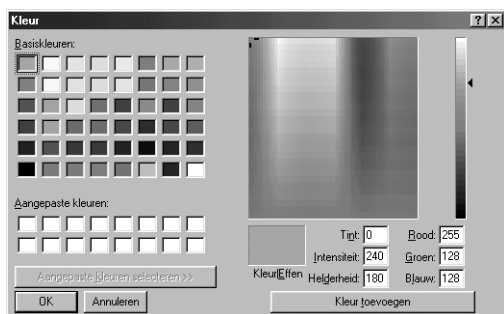 Kleur
Basiskleuren:
Aangepaste kleuren:
Aangepaste kleuren selecteren >>
OK Annuleren
Kleur|Effen
Tint: 0 Rood: 255
Intensiteit: 240 Groen: 128
Helderheid: 180 Blauw: 128
Kleur toevoegen